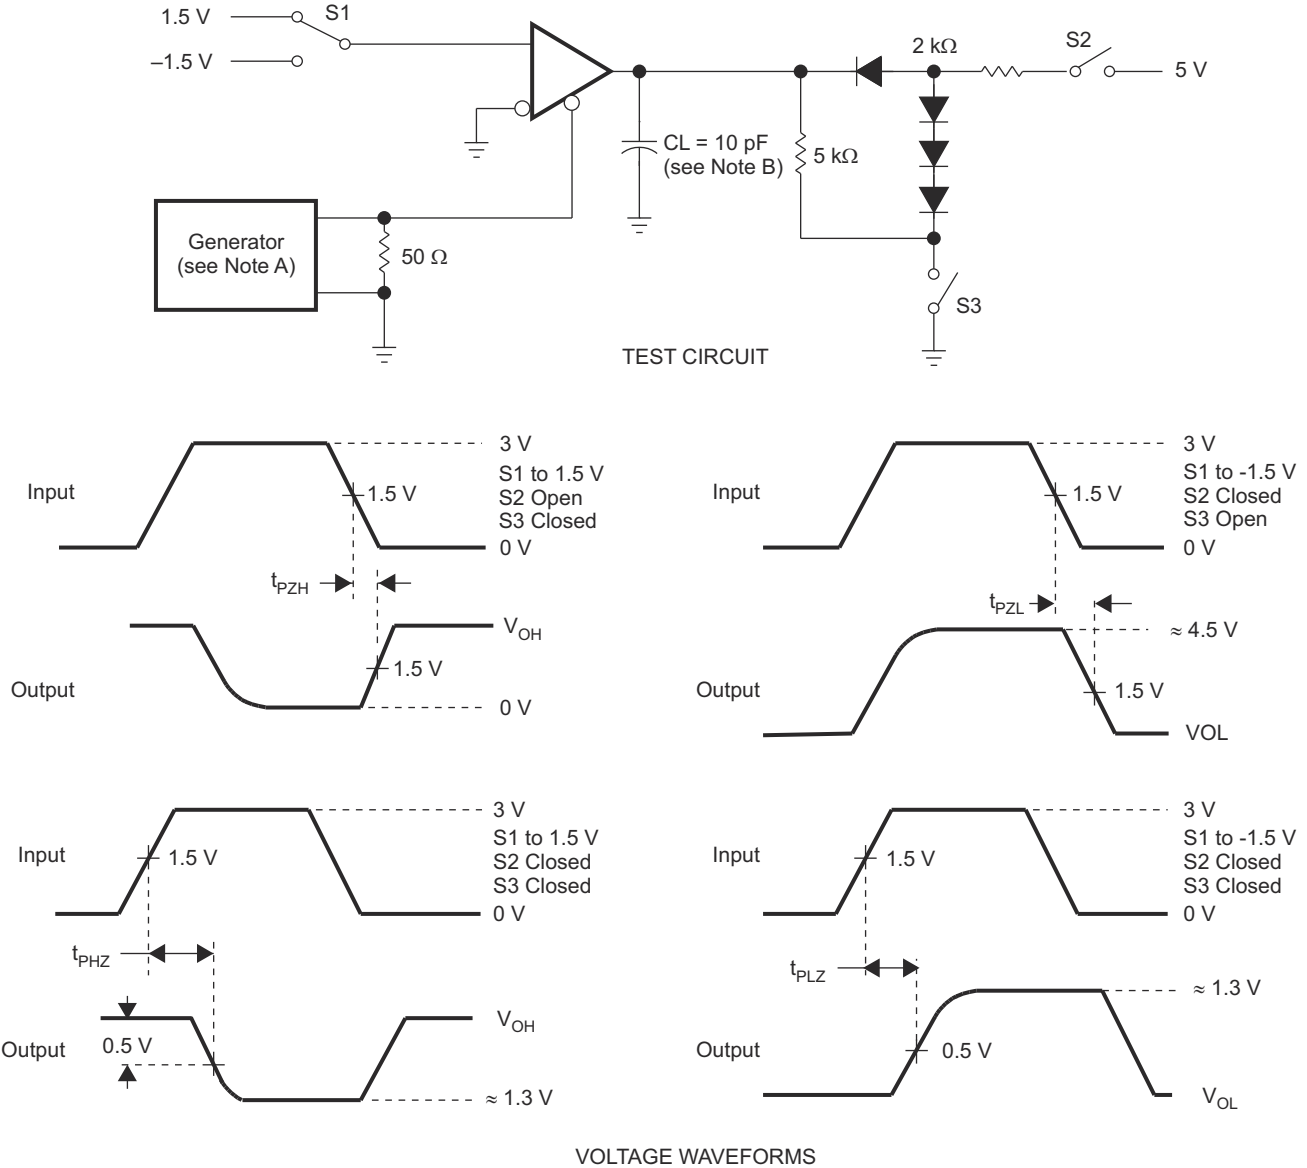 1.5 V
S1
–1.5 V
2 kΩ
S2
5 V
CL = 10 pF
(see Note B)
5 kΩ
Generator
(see Note A)
50 Ω
S3
TEST CIRCUIT
Input
1.5 V
3 V
S1 to 1.5 V
S2 Open
S3 Closed
0 V
tPZH
Output
VOH
1.5 V
0 V
Input
1.5 V
3 V
S1 to -1.5 V
S2 Closed
S3 Open
0 V
tPZL
Output
≈ 4.5 V
1.5 V
VOL
Input
1.5 V
3 V
S1 to 1.5 V
S2 Closed
S3 Closed
0 V
tPHZ
Output
0.5 V
VOH
≈ 1.3 V
Input
1.5 V
3 V
S1 to -1.5 V
S2 Closed
S3 Closed
0 V
tPLZ
Output
≈ 1.3 V
0.5 V
VOL
VOLTAGE WAVEFORMS